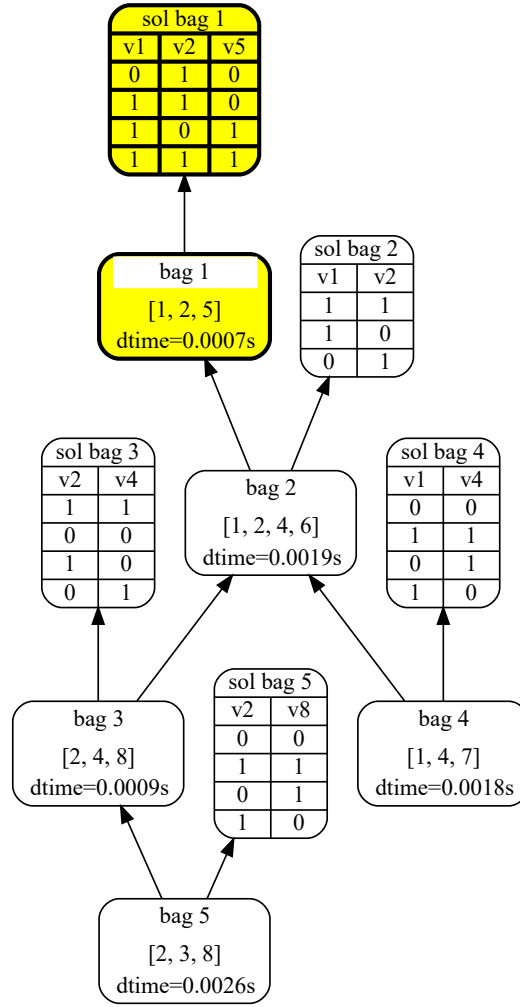 sol bag 1
v1 v2 v5
0 1 0
1 1 0
1 0 1
1 1 1
bag 1
[1, 2, 5]
dtime=0.0007s
sol bag 2
v1 v2
1 1
1 0
0 1
sol bag 3
v2 v4
1 1
0 0
1 0
0 1
bag 2
[1, 2, 4, 6]
dtime=0.0019s
sol bag 4
v1 v4
0 0
1 1
0 1
1 0
bag 3
[2, 4, 8]
dtime=0.0009s
sol bag 5
v2 v8
0 0
1 1
0 1
1 0
bag 4
[1, 4, 7]
dtime=0.0018s
bag 5
[2, 3, 8]
dtime=0.0026s